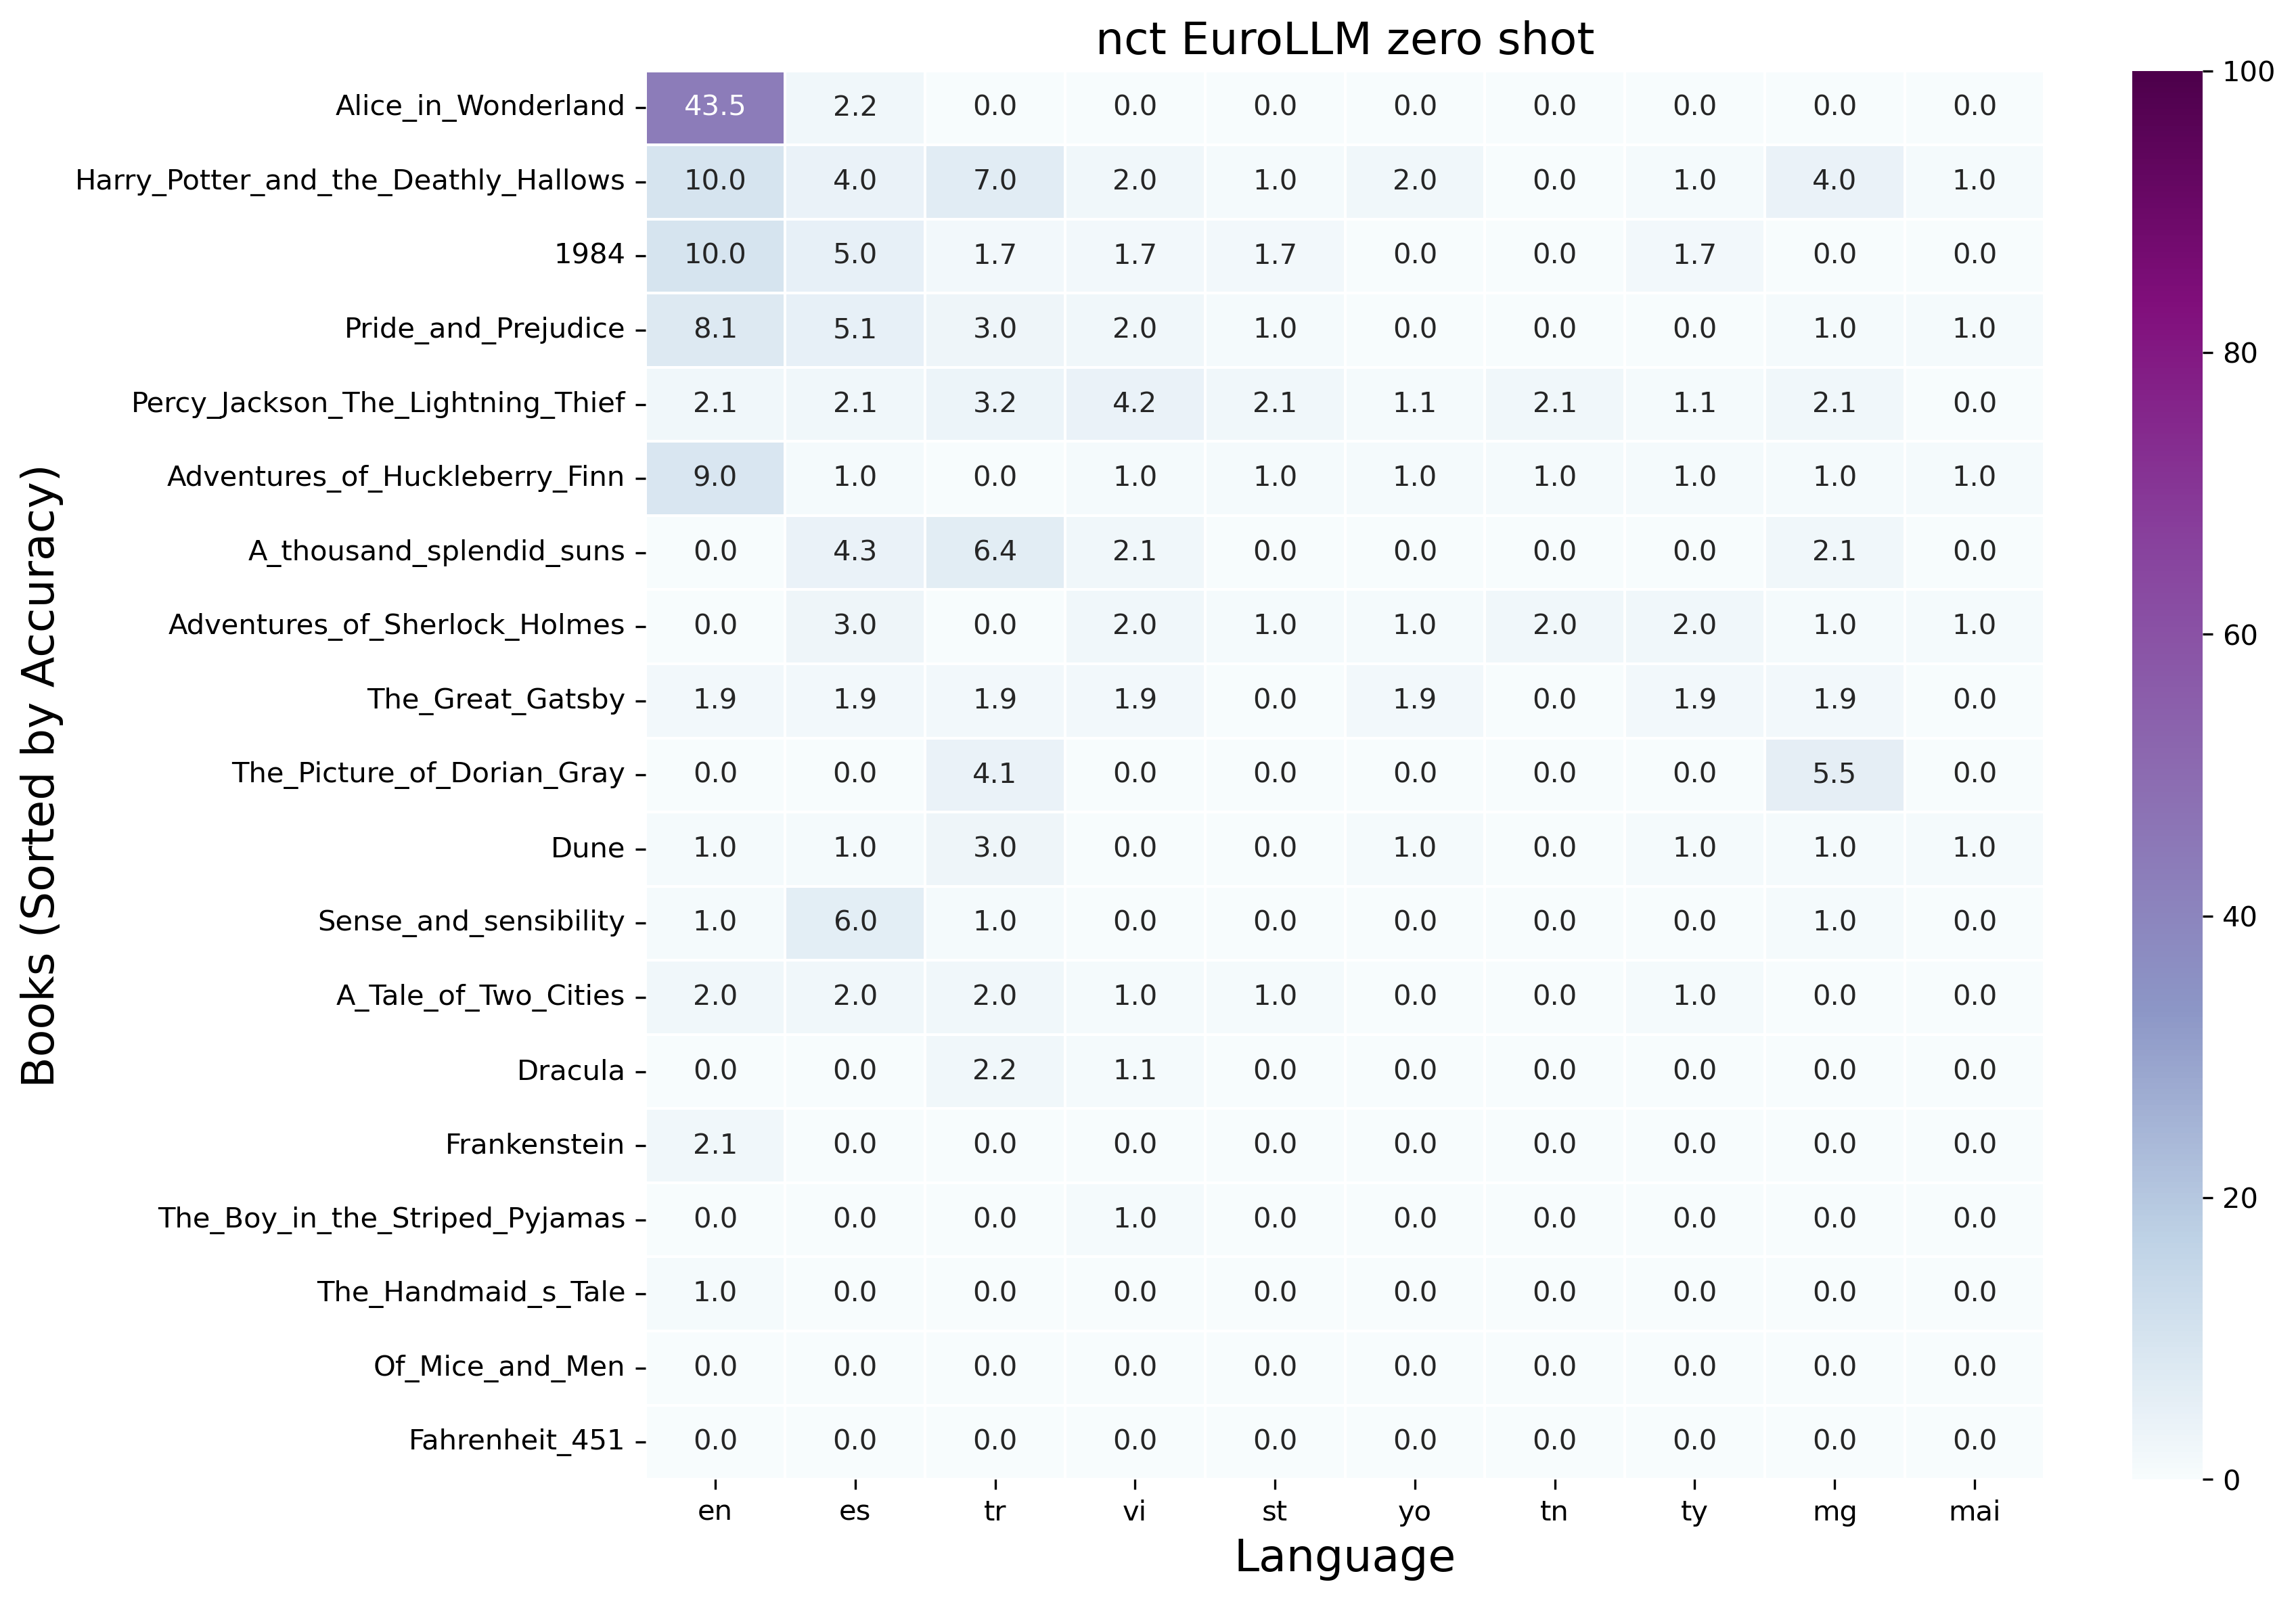 nct EuroLLM zero shot
Books (Sorted by Accuracy)
Alice_in_Wonderland 43.5 2.2 0.0 0.0 0.0 0.0 0.0 0.0 0.0 0.0
Harry_Potter_and_the_Deathly_Hallows 10.0 4.0 7.0 2.0 1.0 2.0 0.0 1.0 4.0 1.0
1984 10.0 5.0 1.7 1.7 1.7 0.0 0.0 1.7 0.0 0.0
Pride_and_Prejudice 8.1 5.1 3.0 2.0 1.0 0.0 0.0 0.0 1.0 1.0
Percy_Jackson_The_Lightning_Thief 2.1 2.1 3.2 4.2 2.1 1.1 2.1 1.1 2.1 0.0
Adventures_of_Huckleberry_Finn 9.0 1.0 0.0 1.0 1.0 1.0 1.0 1.0 1.0 1.0
A_thousand_splendid_suns 0.0 4.3 6.4 2.1 0.0 0.0 0.0 0.0 2.1 0.0
Adventures_of_Sherlock_Holmes 0.0 3.0 0.0 2.0 1.0 1.0 2.0 2.0 1.0 1.0
The_Great_Gatsby 1.9 1.9 1.9 1.9 0.0 1.9 0.0 1.9 1.9 0.0
The_Picture_of_Dorian_Gray 0.0 0.0 4.1 0.0 0.0 0.0 0.0 0.0 5.5 0.0
Dune 1.0 1.0 3.0 0.0 0.0 1.0 0.0 1.0 1.0 1.0
Sense_and_sensibility 1.0 6.0 1.0 0.0 0.0 0.0 0.0 0.0 1.0 0.0
A_Tale_of_Two_Cities 2.0 2.0 2.0 1.0 1.0 0.0 0.0 1.0 0.0 0.0
Dracula 0.0 0.0 2.2 1.1 0.0 0.0 0.0 0.0 0.0 0.0
Frankenstein 2.1 0.0 0.0 0.0 0.0 0.0 0.0 0.0 0.0 0.0
The_Boy_in_the_Striped_Pyjamas 0.0 0.0 0.0 1.0 0.0 0.0 0.0 0.0 0.0 0.0
The_Handmaid_s_Tale 1.0 0.0 0.0 0.0 0.0 0.0 0.0 0.0 0.0 0.0
Of_Mice_and_Men 0.0 0.0 0.0 0.0 0.0 0.0 0.0 0.0 0.0 0.0
Fahrenheit_451 0.0 0.0 0.0 0.0 0.0 0.0 0.0 0.0 0.0 0.0
en es tr vi st yo tn ty mg mai
Language
100
80
60
40
20
0